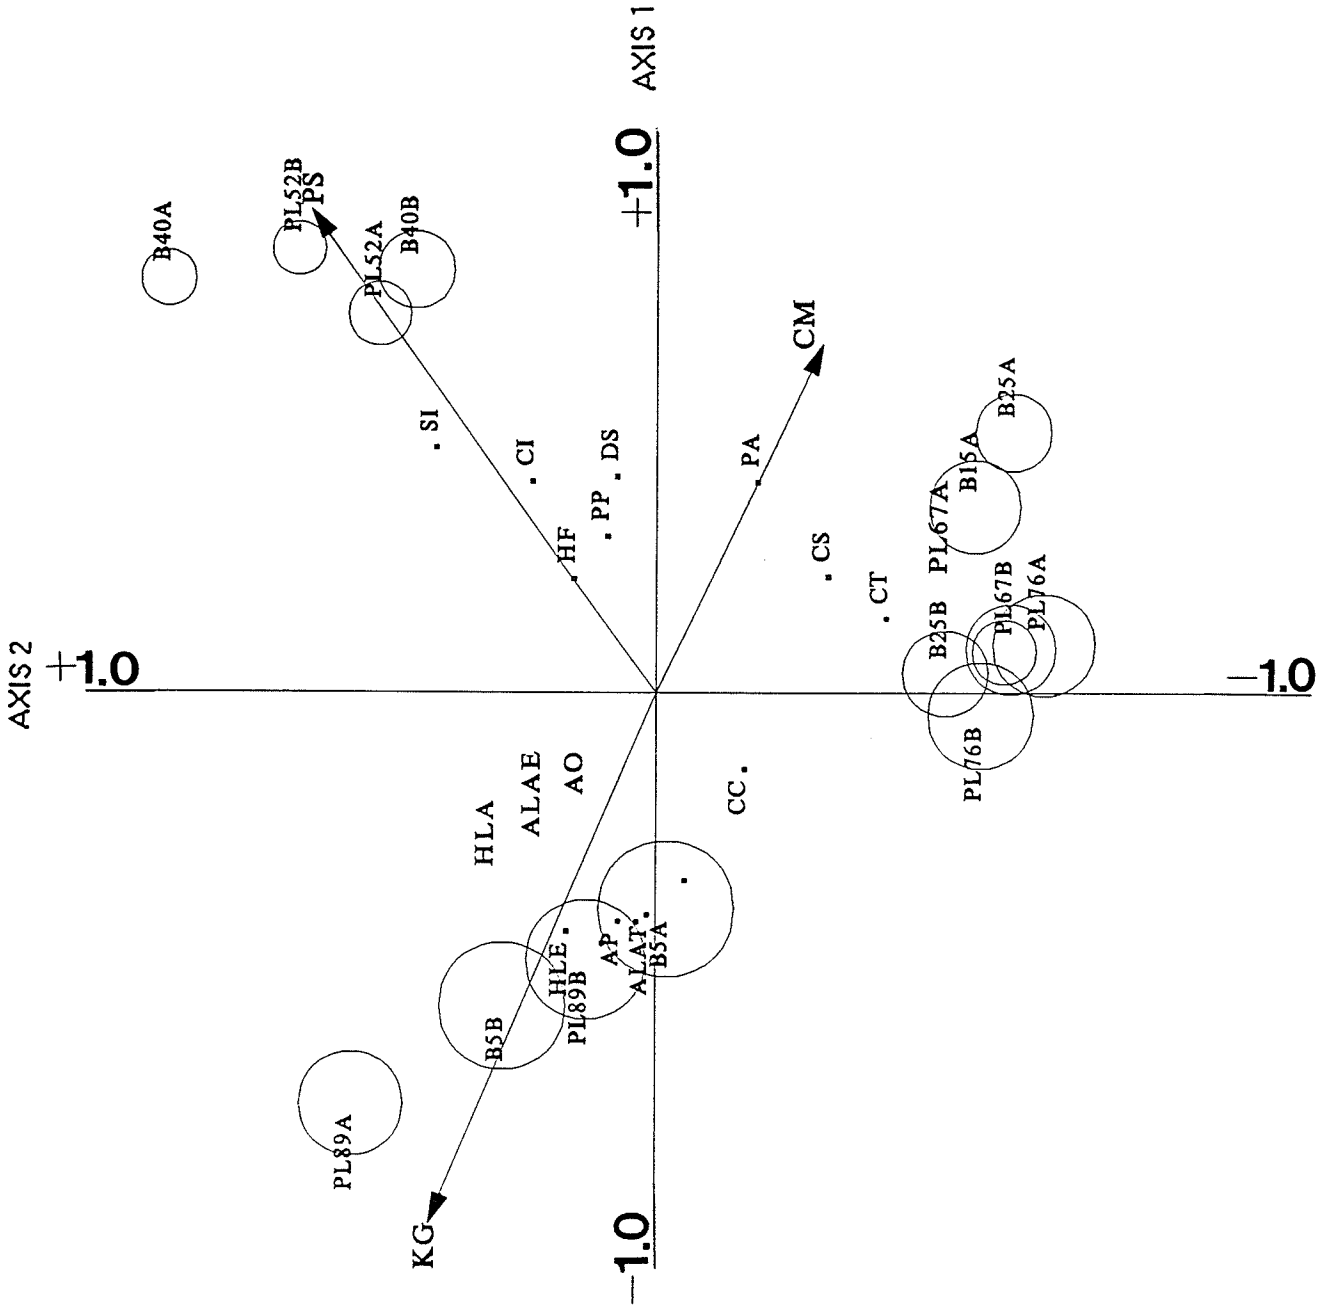 AXIS 1
+1.0
B40A
PL52B
PS
PL52A
B40B
CM
SI
CI
DS
PP
HF
PA
B25A
B15A
PL67A
CS
CT
PL67B
PL76A
B25B
AXIS 2
+1.0
−1.0
PL76B
AO
ALAE
HLA
CC
HLE
AP
ALAT
B5A
PL89B
B5B
PL89A
KG
−1.0